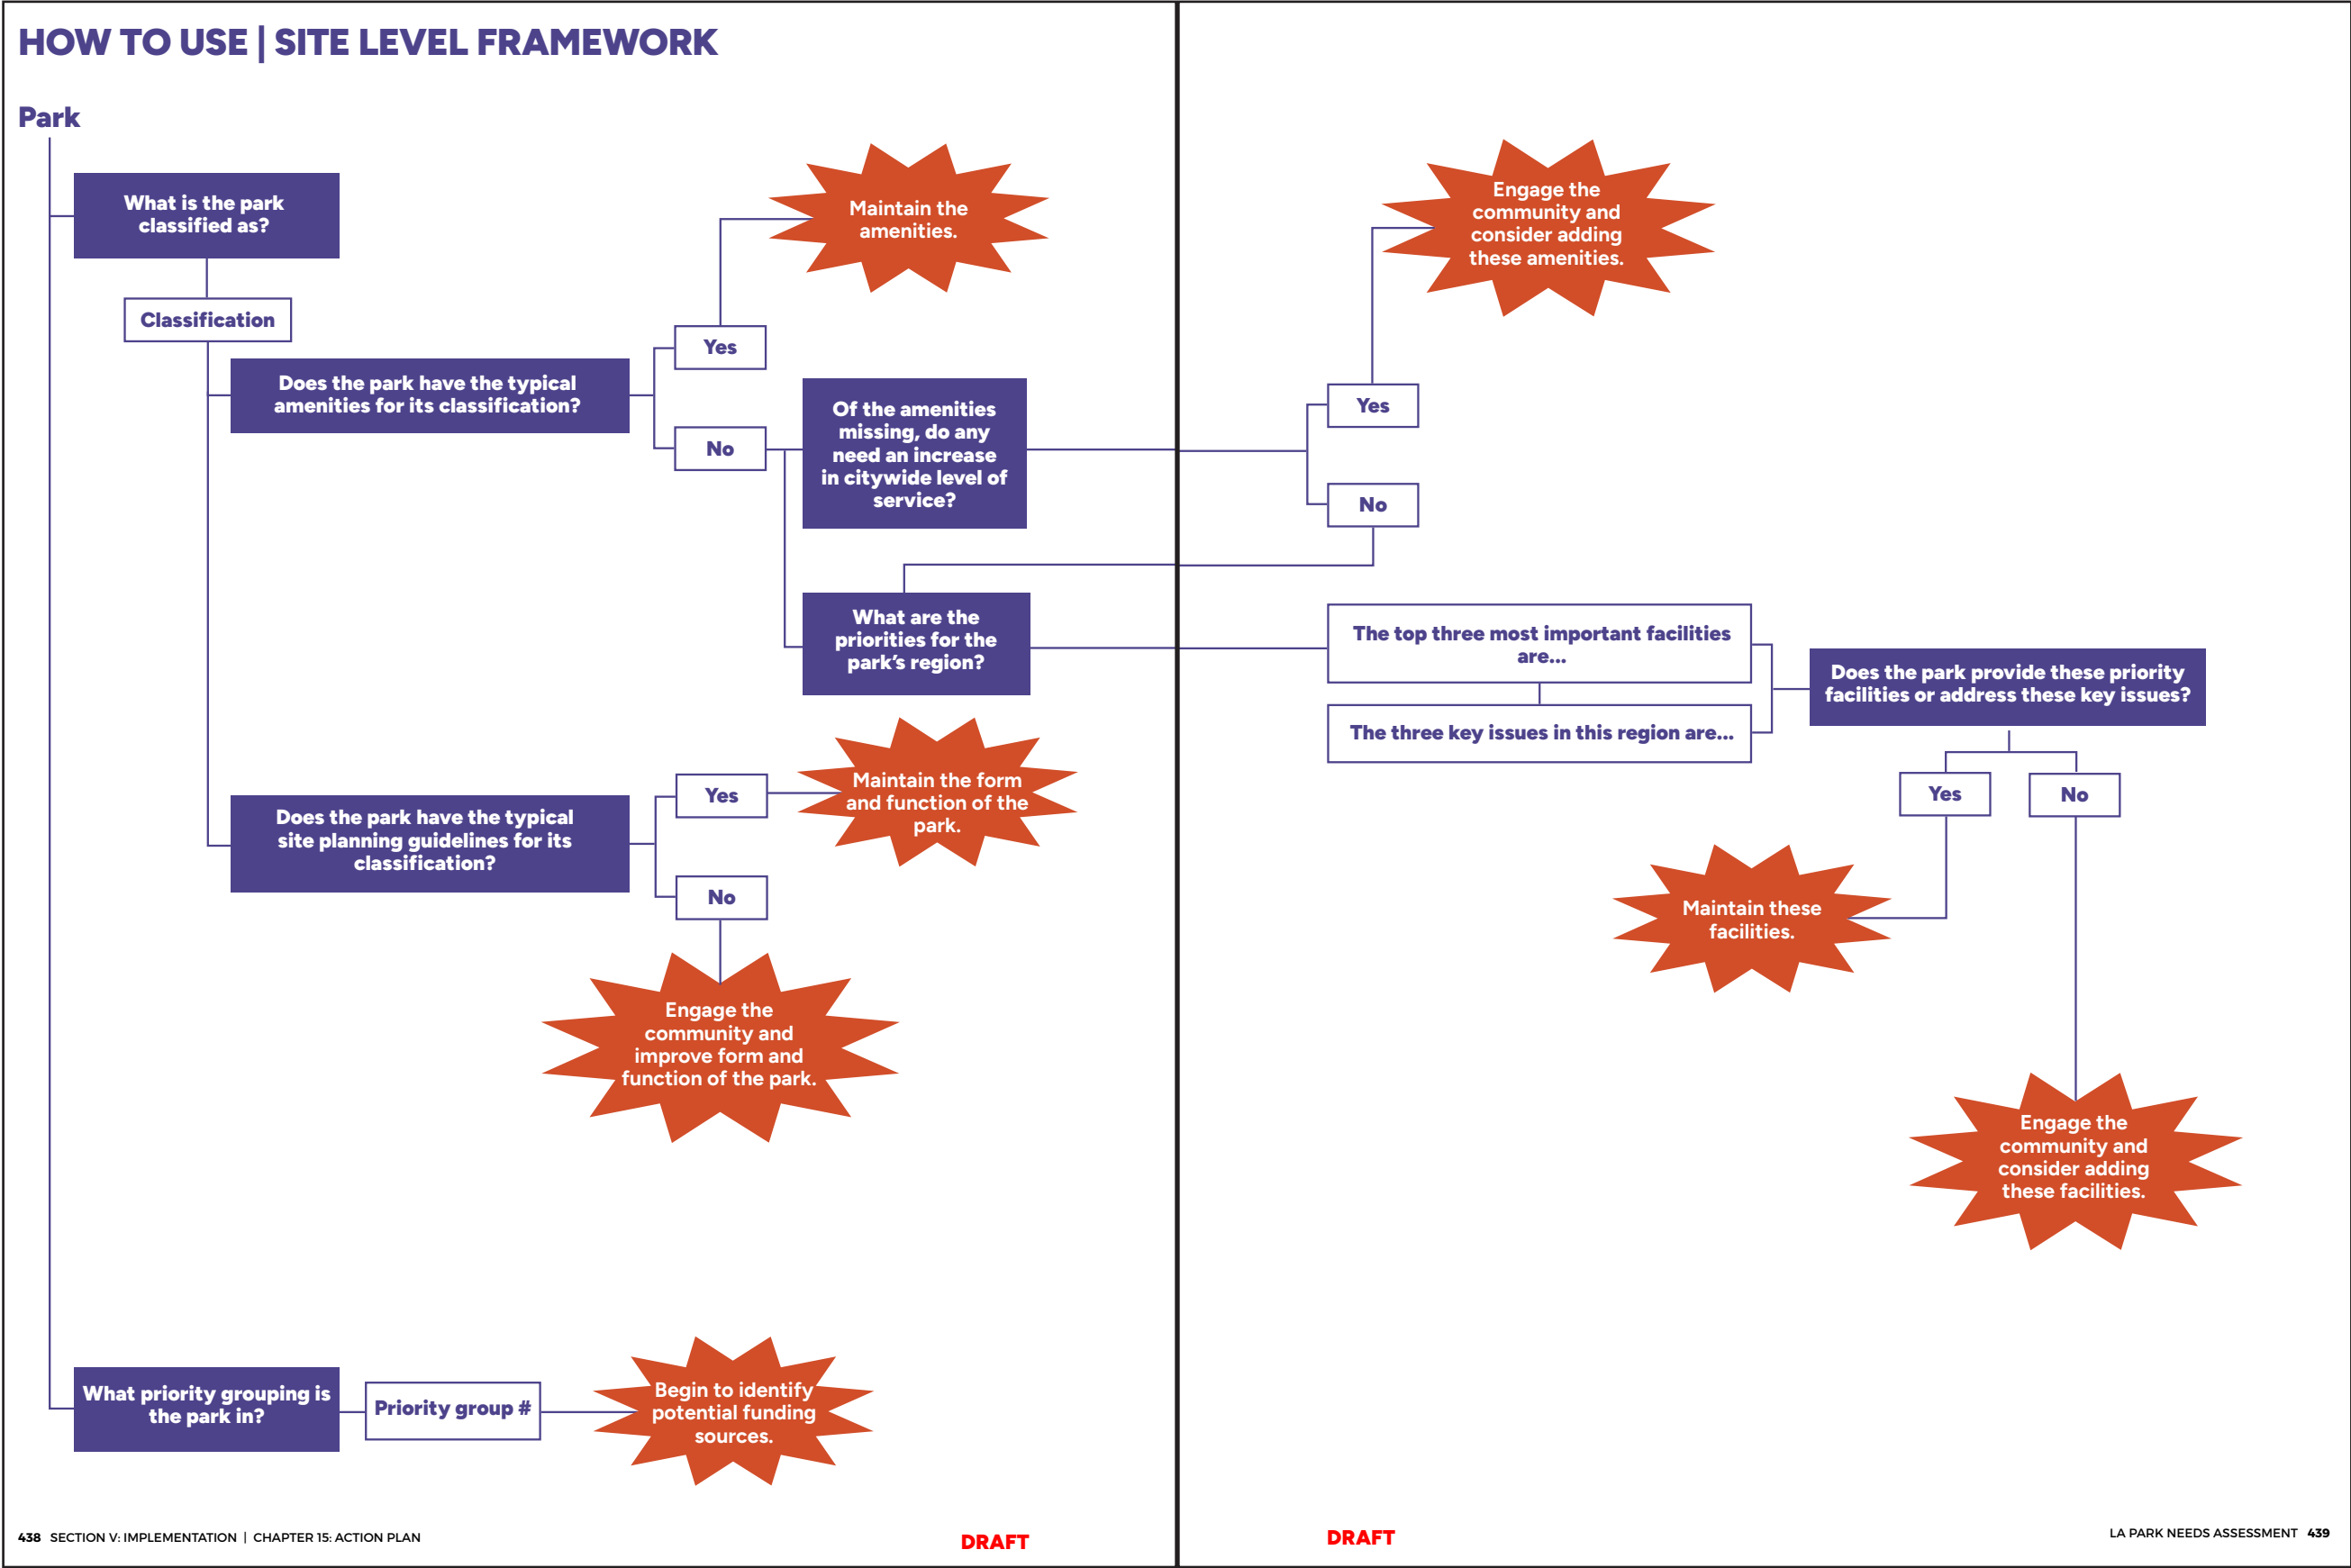 HOW TO USE | SITE LEVEL FRAMEWORK
Park
What is the park
classified as?
Classification
Does the park have the typical
amenities for its classification?
Yes
Maintain the
amenities.
No
Of the amenities
missing, do any
need an increase
in citywide level of
service?
Yes
Engage the
community and
consider adding
these amenities.
No
What are the
priorities for the
park's region?
The top three most important facilities
are...
The three key issues in this region are...
Does the park provide these priority
facilities or address these key issues?
Yes
No
Maintain these
facilities.
Engage the
community and
consider adding
these facilities.
Does the park have the typical
site planning guidelines for its
classification?
Yes
Maintain the form
and function of the
park.
No
Engage the
community and
improve form and
function of the park.
What priority grouping is
the park in?
Priority group #
Begin to identify
potential funding
sources.
438 SECTION V: IMPLEMENTATION | CHAPTER 15: ACTION PLAN
DRAFT
DRAFT
LA PARK NEEDS ASSESSMENT 439